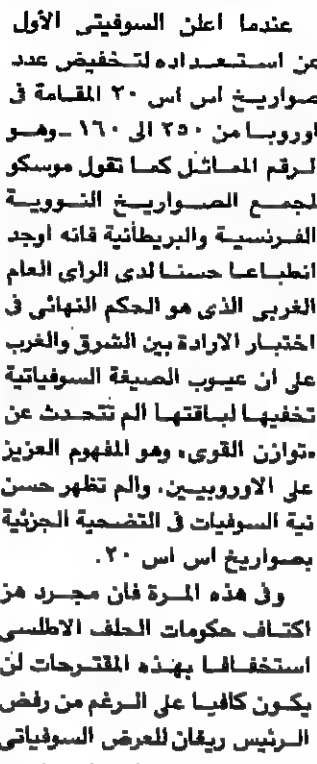 عندما اعلن السوفيتى الأول
عن استعداده لتخفيض عدد
صواريخ اس اس ٢٠ المقامة فى
اوروبا من ٢٥٠ الى ١٦٠ ـ وهو
لرقم المماثل كما تقول موسكو
لمجمع الصواريخ النووية
الفرنسية والبريطانية فانه اوجد
انطباعا حسنا لدى الراى العام
الغربى الذى هو الحكم النهائى فى
اختبار الارادة بين الشرق والغرب
على ان عيوب الصيغة السوفياتية
تخفيها لباقتها الم تتحدث عن
«توازن القوى» وهو المفهوم العزيز
على الاوروبيين. والم تظهر حسن
نية السوفيات فى التضحية الجزئية
بصواريخ اس اس ٢٠.
وفى هذه المرة فان مجرد هز
اكتاف حكومات الحلف الاطلسى
استخفافا بهذه المقترحات لن
يكون كافيا على الرغم من رفض
الرئيس ريقان للعرض السوفياتى